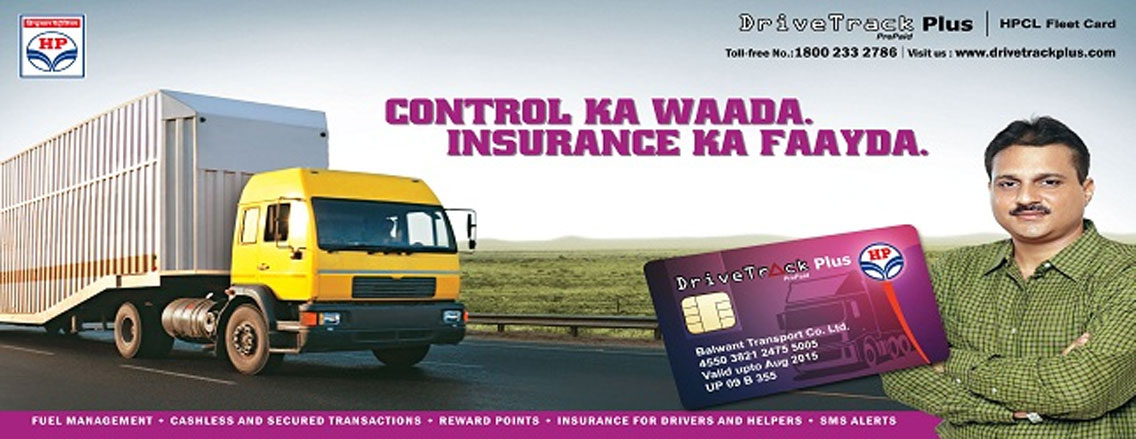 हिन्दुस्तान पेट्रोलियम
HP
DriveTrack Plus
PrePaid
HPCL Fleet Card
Toll-free No.: 1800 233 2786 | Visit us : www.drivetrackplus.com
CONTROL KA WAADA.
INSURANCE KA FAAYDA.
DriveTrack Plus
PrePaid
HP
Balwant Transport Co. Ltd.
4550 3821 2475 5005
Valid upto Aug 2015
UP 09 B 355
FUEL MANAGEMENT • CASHLESS AND SECURED TRANSACTIONS • REWARD POINTS • INSURANCE FOR DRIVERS AND HELPERS • SMS ALERTS